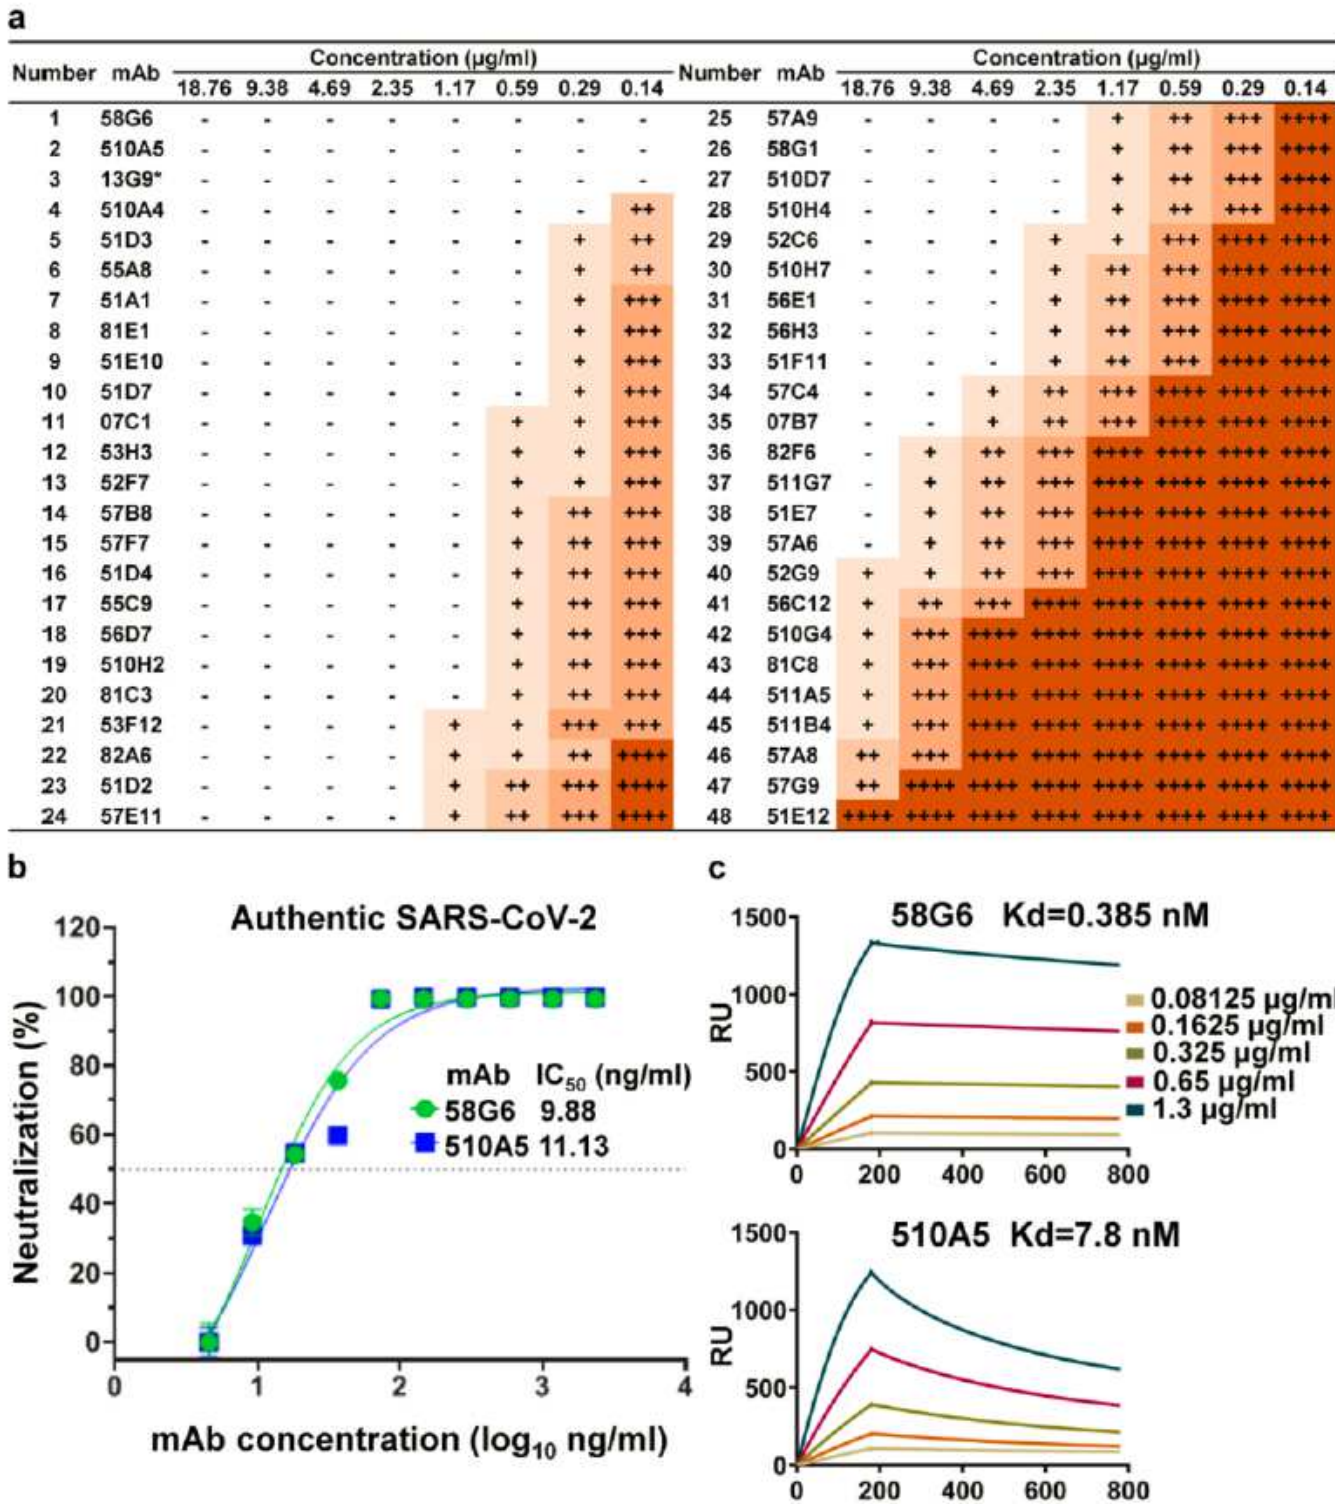 a
Number mAb Concentration (µg/ml) Number mAb Concentration (µg/ml)
18.76 9.38 4.69 2.35 1.17 0.59 0.29 0.14 18.76 9.38 4.69 2.35 1.17 0.59 0.29 0.14
1 58G6 - - - - - - - - 25 57A9 - - - - + ++ +++ ++++
2 510A5 - - - - - - - - 26 58G1 - - - - + ++ +++ ++++
3 13G9* - - - - - - - - 27 510D7 - - - - + ++ +++ ++++
4 510A4 - - - - - - - ++ 28 510H4 - - - - + ++ +++ ++++
5 51D3 - - - - - - + ++ 29 52C6 - - - + + +++ ++++ ++++
6 55A8 - - - - - - + ++ 30 510H7 - - - + ++ +++ ++++ ++++
7 51A1 - - - - - - + +++ 31 56E1 - - - + ++ +++ ++++ ++++
8 81E1 - - - - - - + +++ 32 56H3 - - - + ++ +++ ++++ ++++
9 51E10 - - - - - - + +++ 33 51F11 - - - + ++ +++ ++++ ++++
10 51D7 - - - - - - + +++ 34 57C4 - - + ++ +++ ++++ ++++ ++++
11 07C1 - - - - - + + +++ 35 07B7 - - + ++ +++ ++++ ++++ ++++
12 53H3 - - - - - + + +++ 36 82F6 - + ++ +++ ++++ ++++ ++++ ++++
13 52F7 - - - - - + + +++ 37 511G7 - + ++ +++ ++++ ++++ ++++ ++++
14 57B8 - - - - - + ++ +++ 38 51E7 - + ++ +++ ++++ ++++ ++++ ++++
15 57F7 - - - - - + ++ +++ 39 57A6 - + ++ +++ ++++ ++++ ++++ ++++
16 51D4 - - - - - + ++ +++ 40 52G9 + + ++ +++ ++++ ++++ ++++ ++++
17 55C9 - - - - - + ++ +++ 41 56C12 + ++ +++ ++++ ++++ ++++ ++++ ++++
18 56D7 - - - - - + ++ +++ 42 510G4 + +++ ++++ ++++ ++++ ++++ ++++ ++++
19 510H2 - - - - - + ++ +++ 43 81C8 + +++ ++++ ++++ ++++ ++++ ++++ ++++
20 81C3 - - - - - + ++ +++ 44 511A5 + +++ ++++ ++++ ++++ ++++ ++++ ++++
21 53F12 - - - - + + +++ +++ 45 511B4 + +++ ++++ ++++ ++++ ++++ ++++ ++++
22 82A6 - - - - + + ++ ++++ 46 57A8 ++ +++ ++++ ++++ ++++ ++++ ++++ ++++
23 51D2 - - - - + ++ +++ ++++ 47 57G9 ++ ++++ ++++ ++++ ++++ ++++ ++++ ++++
24 57E11 - - - - + ++ +++ ++++ 48 51E12 ++++ ++++ ++++ ++++ ++++ ++++ ++++ ++++
b
Authentic SARS-CoV-2
Neutralization (%)
120
100
80
60
40
20
0
mAb IC50 (ng/ml)
58G6 9.88
510A5 11.13
0 1 2 3 4
mAb concentration (log10 ng/ml)
c
58G6 Kd=0.385 nM
RU
1500
1000
500
0
0 200 400 600 800
0.08125 µg/ml
0.1625 µg/ml
0.325 µg/ml
0.65 µg/ml
1.3 µg/ml
510A5 Kd=7.8 nM
RU
1500
1000
500
0
0 200 400 600 800